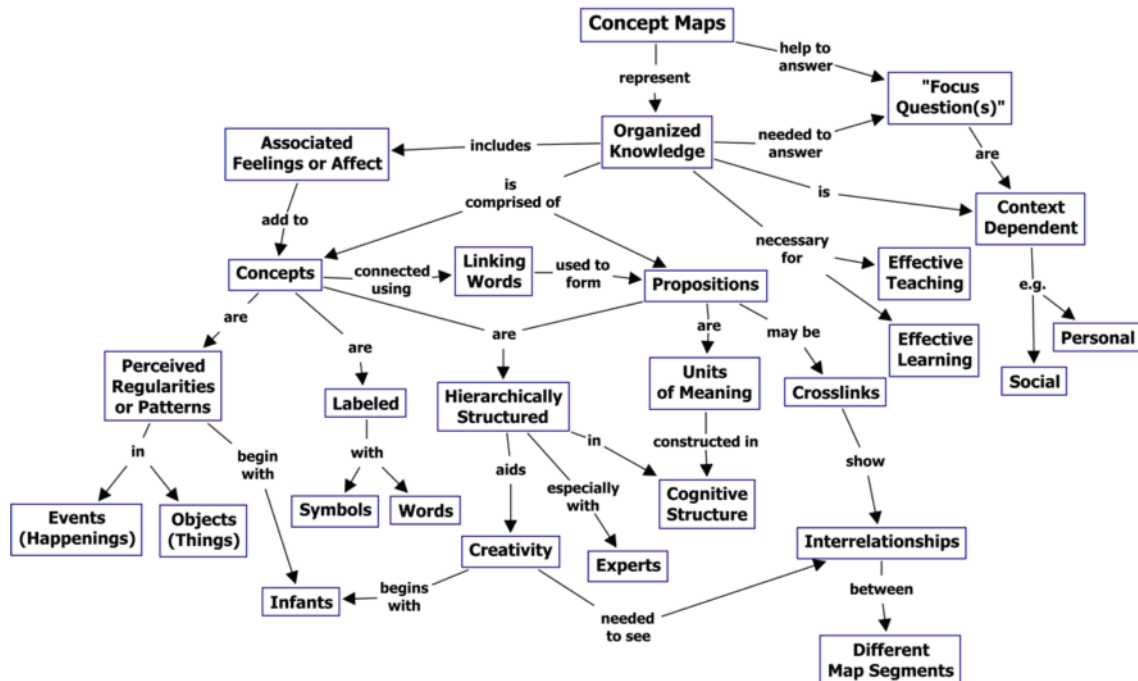 Concept Maps
help to
answer
represent
"Focus
Question(s)"
Organized
Knowledge
needed to
answer
Associated
Feelings or Affect
includes
are
is
comprised of
is
Context
Dependent
add to
necessary
for
Concepts
connected
using
Linking
Words
used to
form
Propositions
Effective
Teaching
e.g.
are
are
are
are
may be
Personal
Effective
Learning
Perceived
Regularities
or Patterns
Labeled
Hierarchically
Structured
Units
of Meaning
Crosslinks
Social
in
begin
with
with
aids
in
constructed in
show
especially
with
Events
(Happenings)
Objects
(Things)
Symbols
Words
Cognitive
Structure
Creativity
Experts
Interrelationships
Infants
begins
with
needed
to see
between
Different
Map Segments